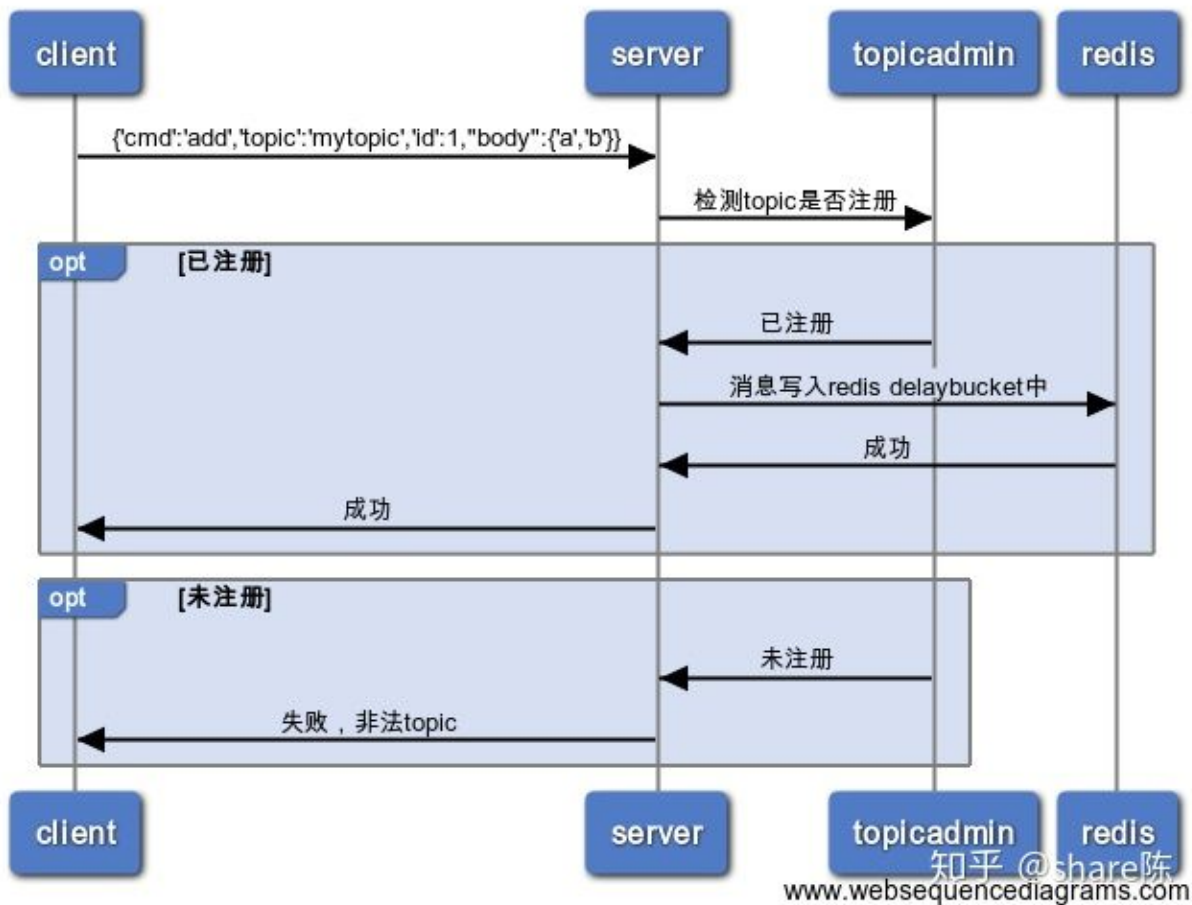 client
server
topicadmin
redis
{'cmd':'add','topic':'mytopic','id':1,"body":{'a','b'}}
检测topic是否注册
opt
[已注册]
已注册
消息写入redis delaybucket中
成功
成功
opt
[未注册]
未注册
失败，非法topic
client
server
topicadmin
redis
知乎 @share陈
www.websequencediagrams.com